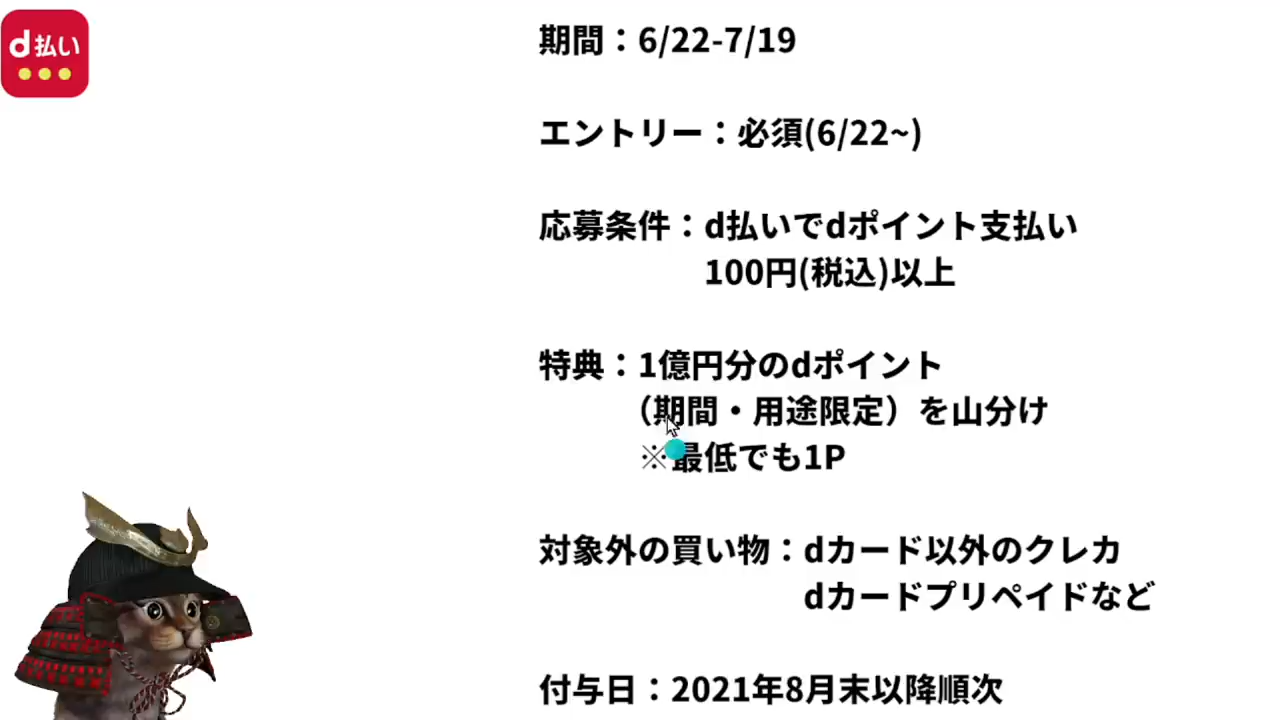 d払い
期間：6/22-7/19
エントリー：必須(6/22~)
応募条件：d払いでdポイント支払い
100円(税込)以上
特典：1億円分のdポイント
（期間・用途限定）を山分け
※最低でも1P
対象外の買い物：dカード以外のクレカ
dカードプリペイドなど
付与日：2021年8月末以降順次